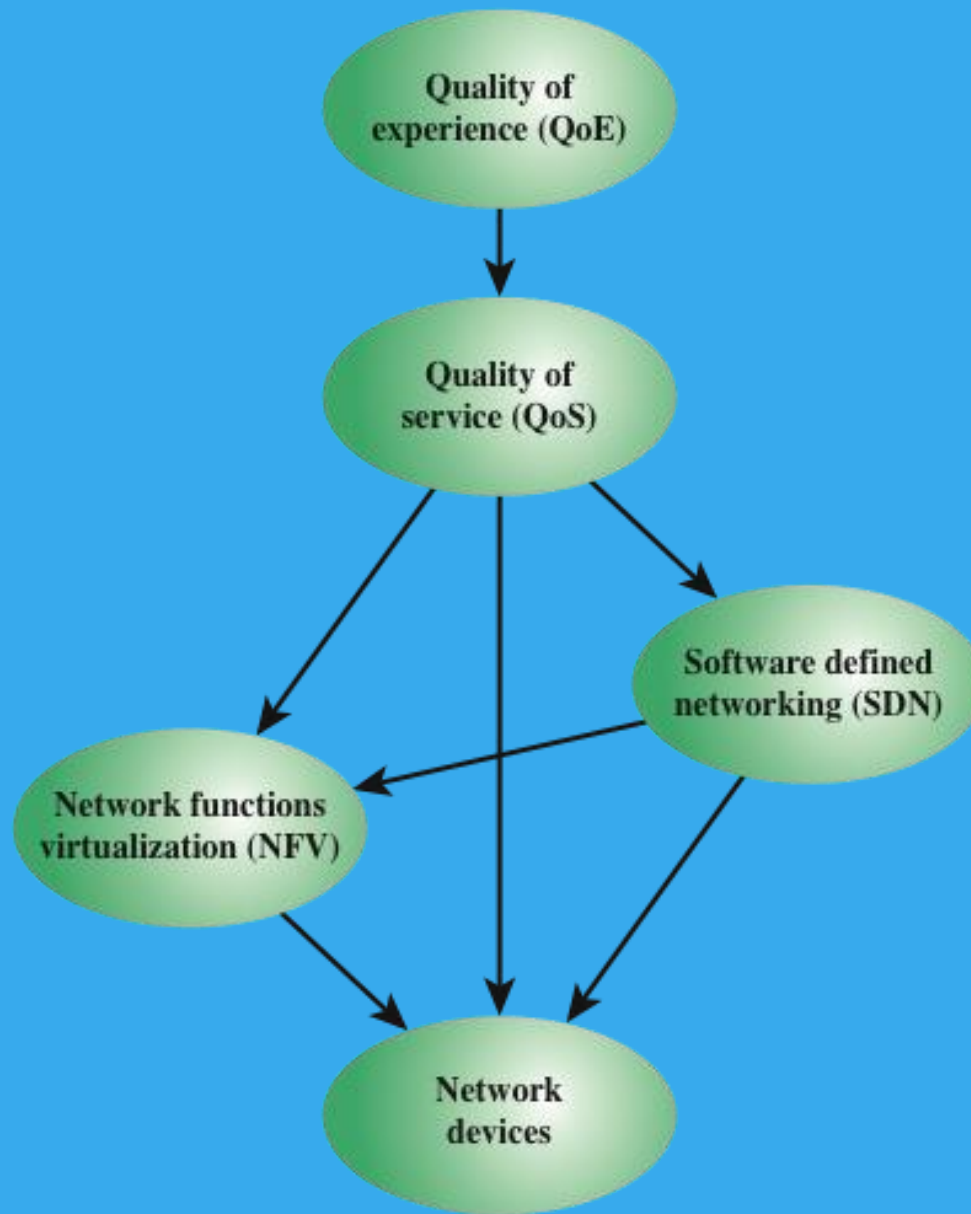 Quality of
experience (QoE)
Quality of
service (QoS)
Software defined
networking (SDN)
Network functions
virtualization (NFV)
Network
devices